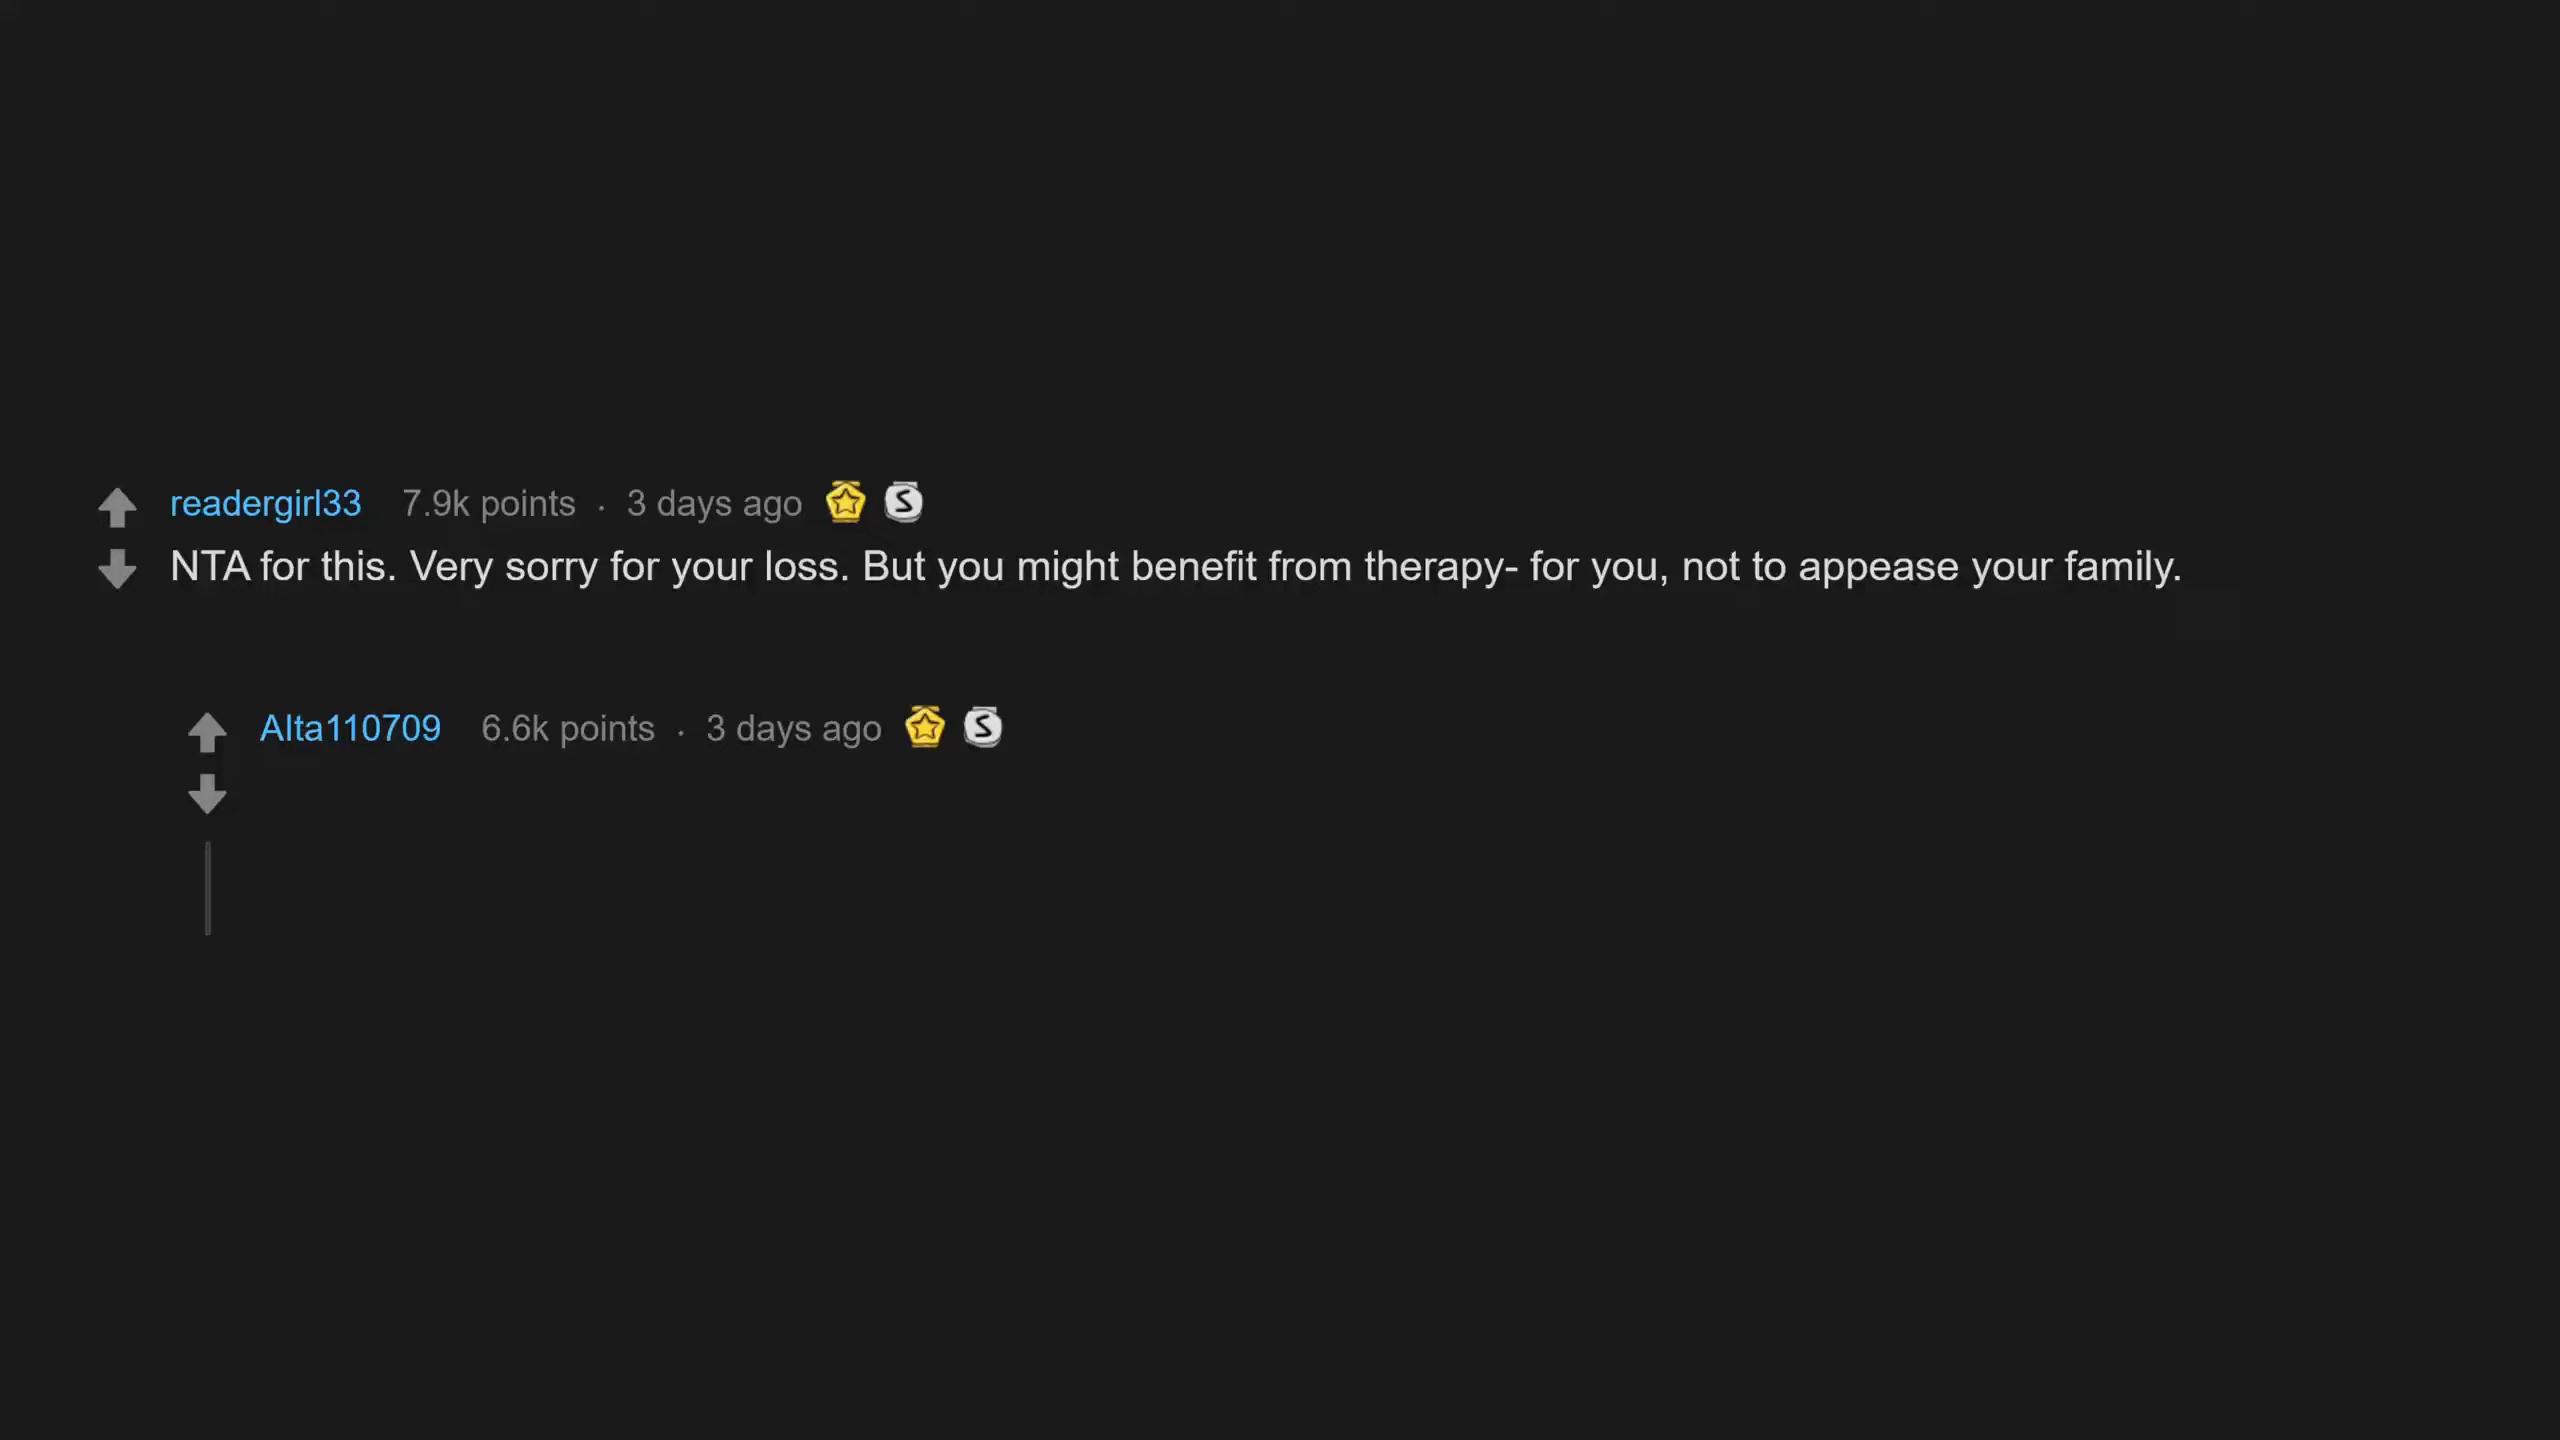 readergirl33 7.9k points · 3 days ago S
NTA for this. Very sorry for your loss. But you might benefit from therapy- for you, not to appease your family.
Alta110709 6.6k points · 3 days ago S